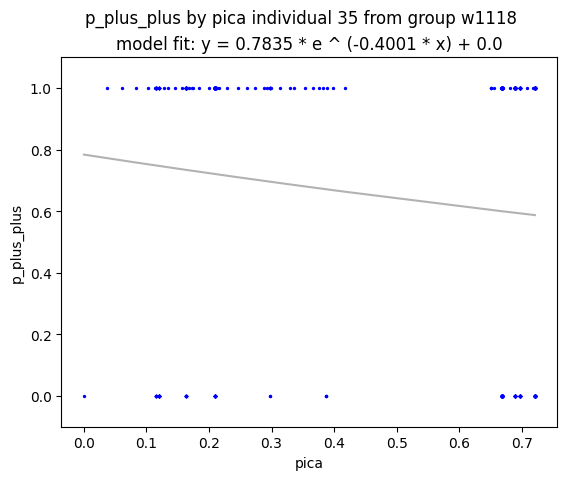 p_plus_plus by pica individual 35 from group w1118
model fit: y = 0.7835 * e ^ (-0.4001 * x) + 0.0
1.0
0.8
0.6
0.4
0.2
0.0
p_plus_plus
0.0 0.1 0.2 0.3 0.4 0.5 0.6 0.7
pica